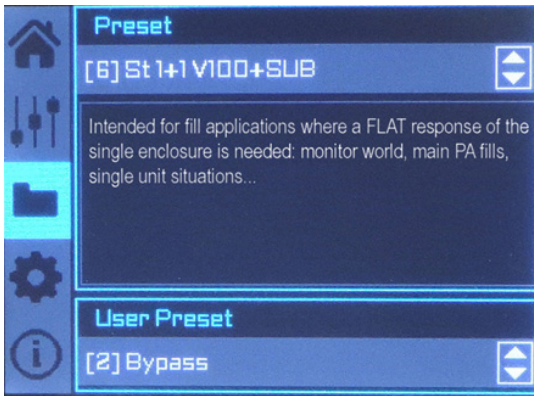 Preset
[6] St 1+1 V100+SUB
Intended for fill applications where a FLAT response of the
single enclosure is needed: monitor world, main PA fills,
single unit situations...
User Preset
[2] Bypass